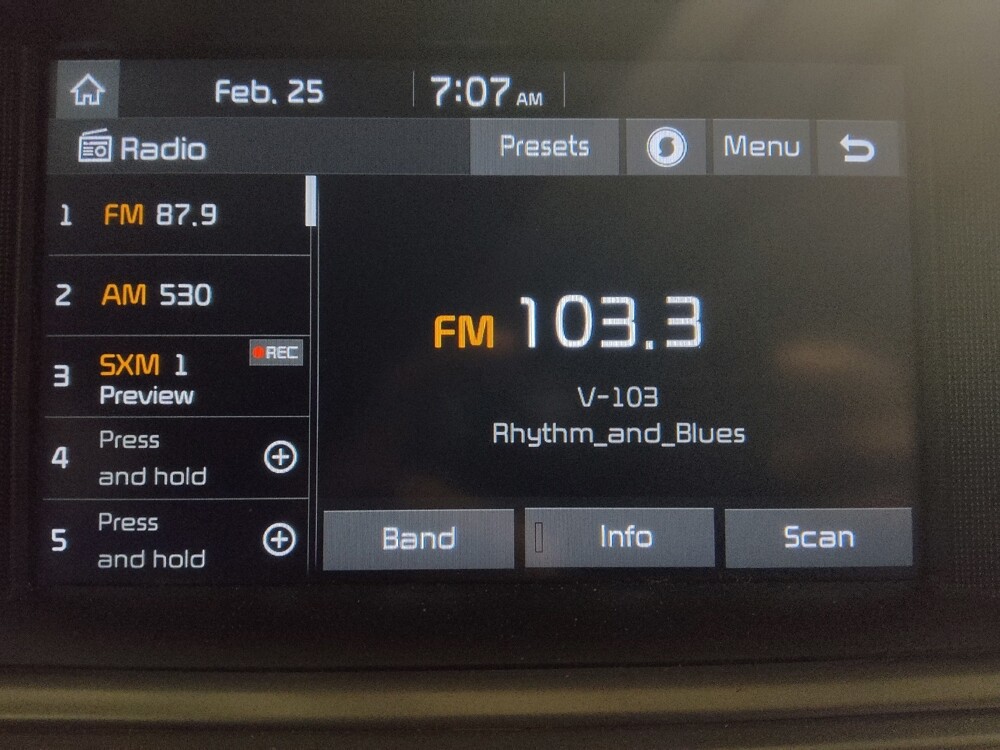 Feb. 25 7:07 AM
Radio Presets Menu
1 FM 87.9
2 AM 530
3 SXM 1 REC
Preview
4 Press
and hold
5 Press
and hold
FM 103.3
V-103
Rhythm_and_Blues
Band Info Scan